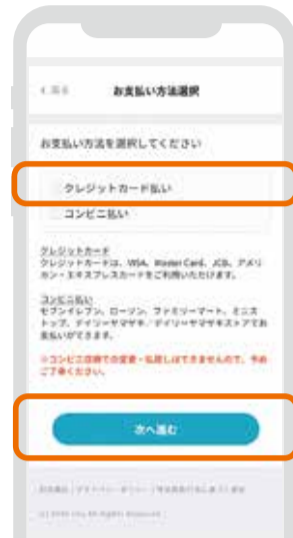 < 戻る お支払い方法選択
お支払い方法を選択してください
クレジットカード払い
コンビニ払い
クレジットカード
クレジットカードは、VISA、Master Card、JCB、アメリ
カン・エキスプレスカードをご利用いただけます。
コンビニ払い
セブンイレブン、ローソン、ファミリーマート、ミニス
トップ、デイリーヤマザキ／デイリーヤマザキストアでお
支払いができます。
※コンビニ店頭での変更・払戻しはできませんので、予め
ご了承ください。
次へ進む